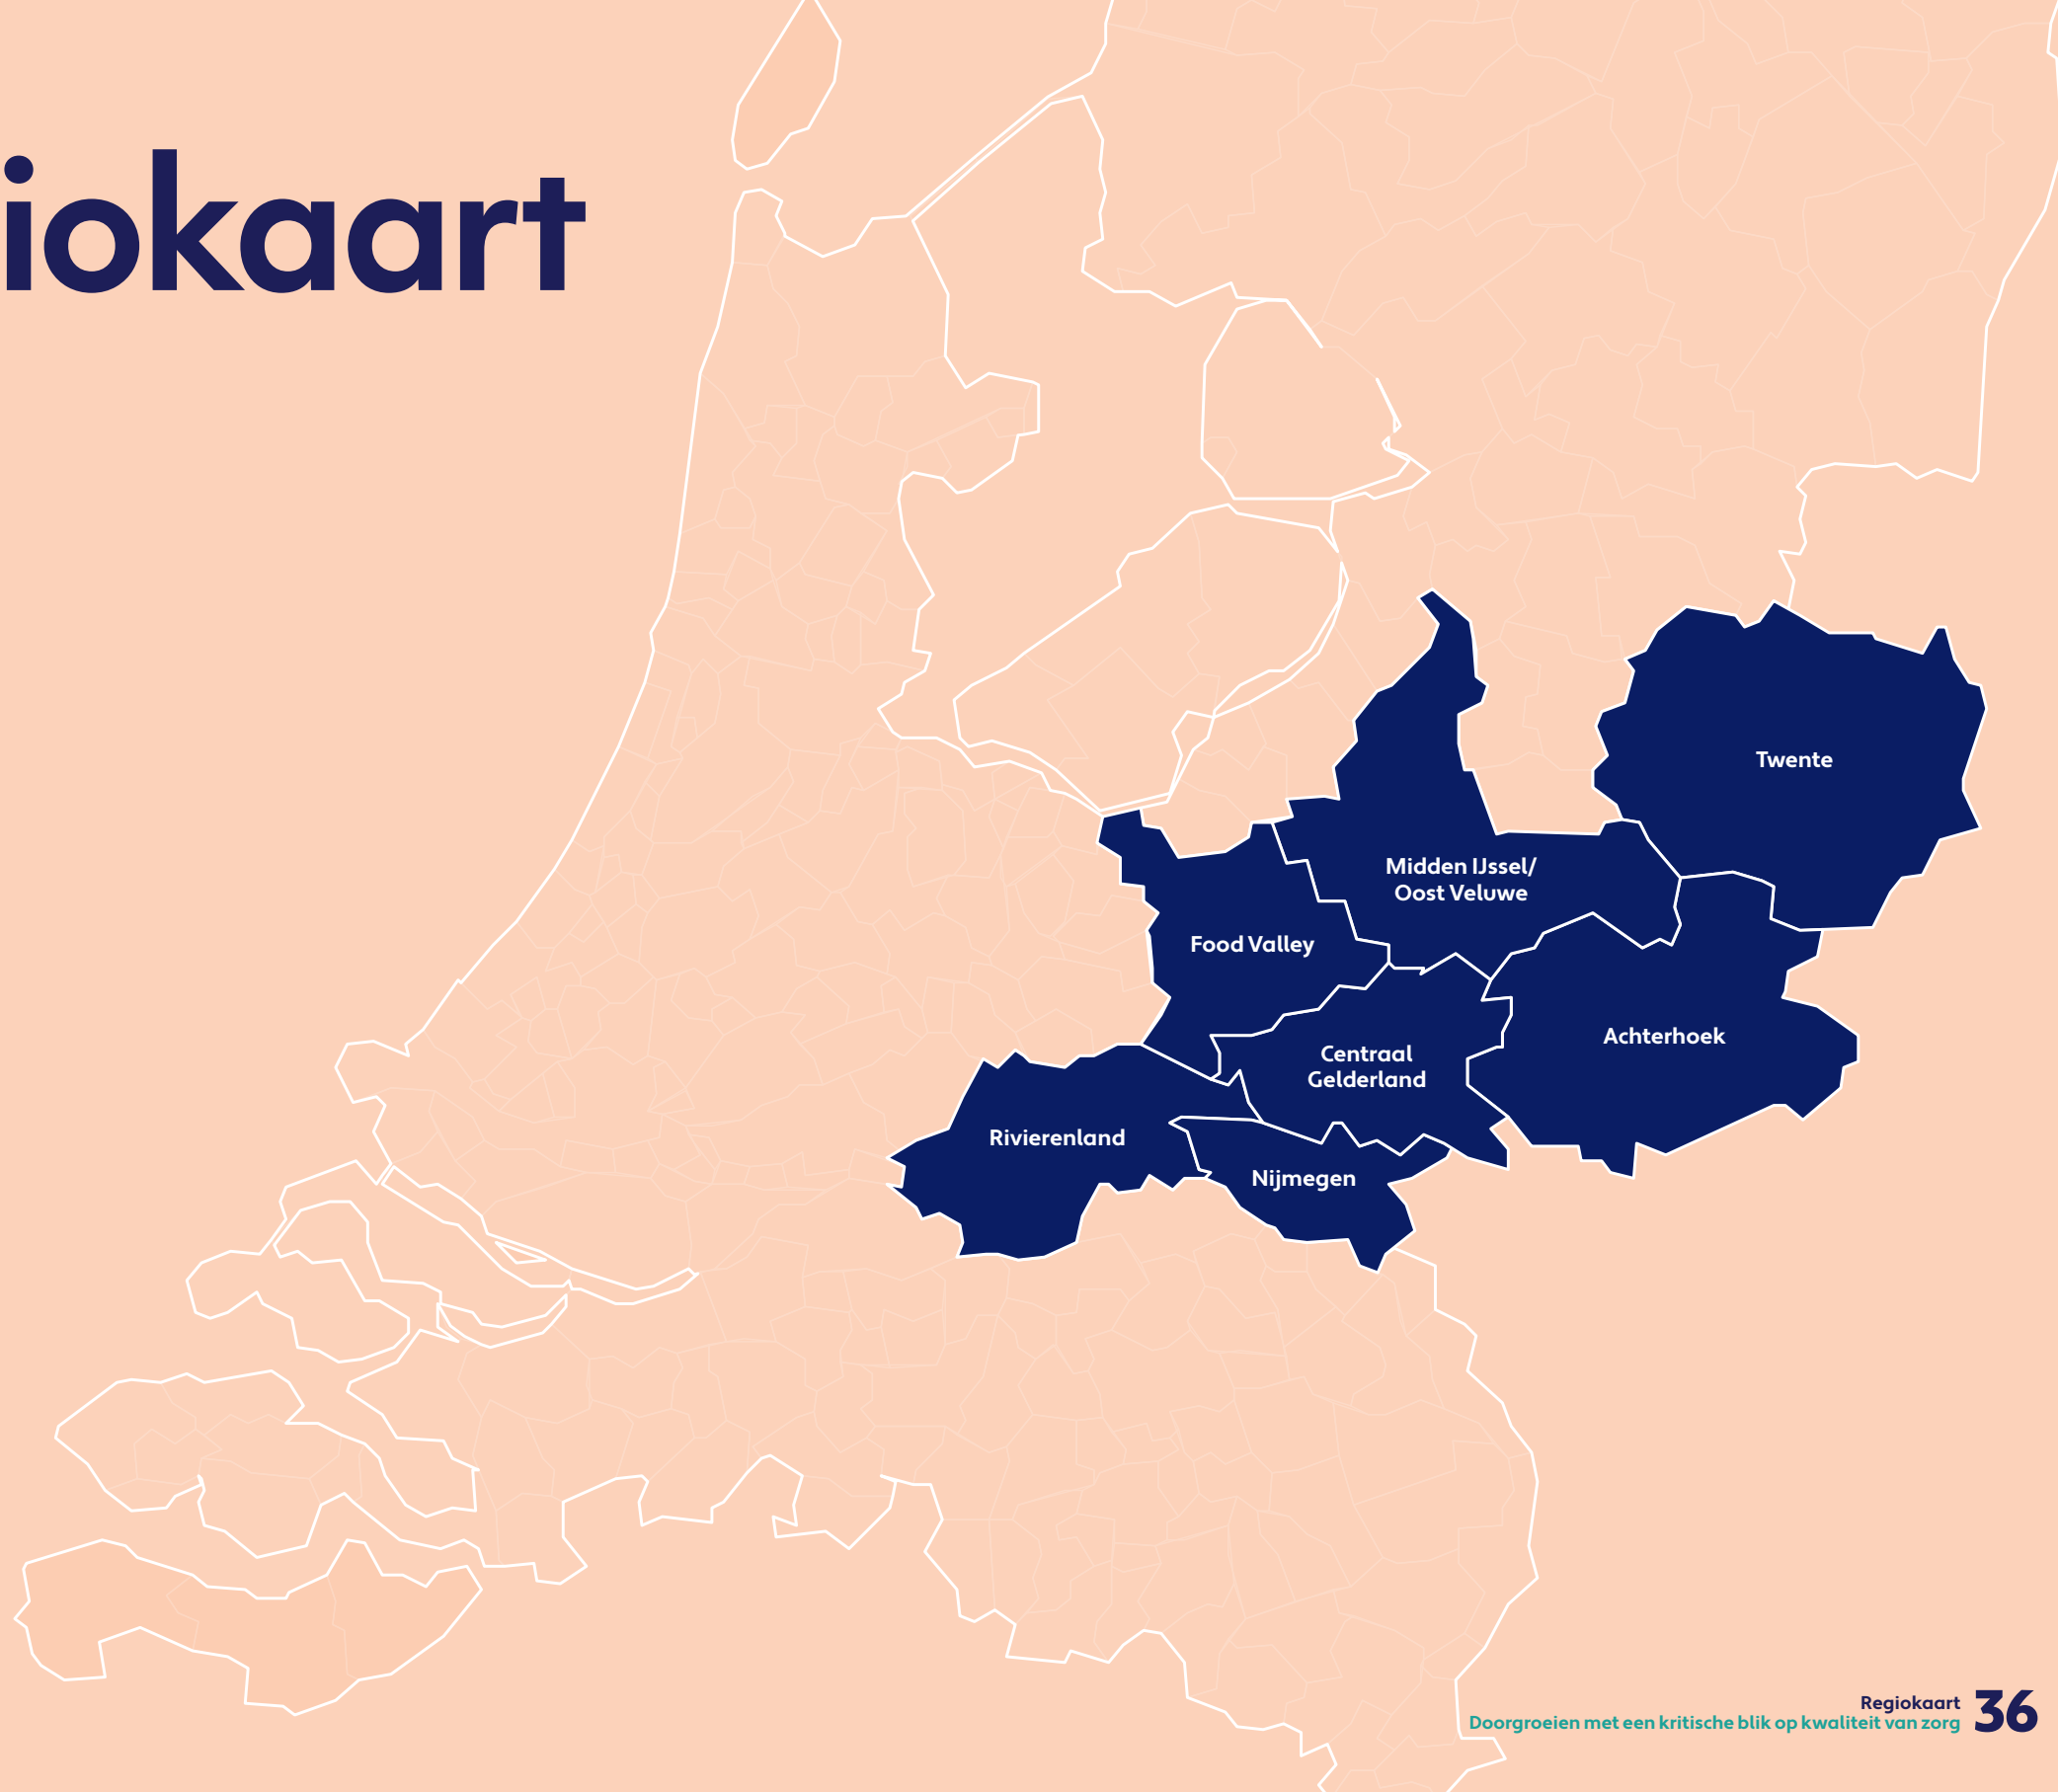 iokaart
Twente
Midden IJssel/
Oost Veluwe
Food Valley
Achterhoek
Centraal
Gelderland
Rivierenland
Nijmegen
Regiokaart
Doorgroeien met een kritische blik op kwaliteit van zorg
36